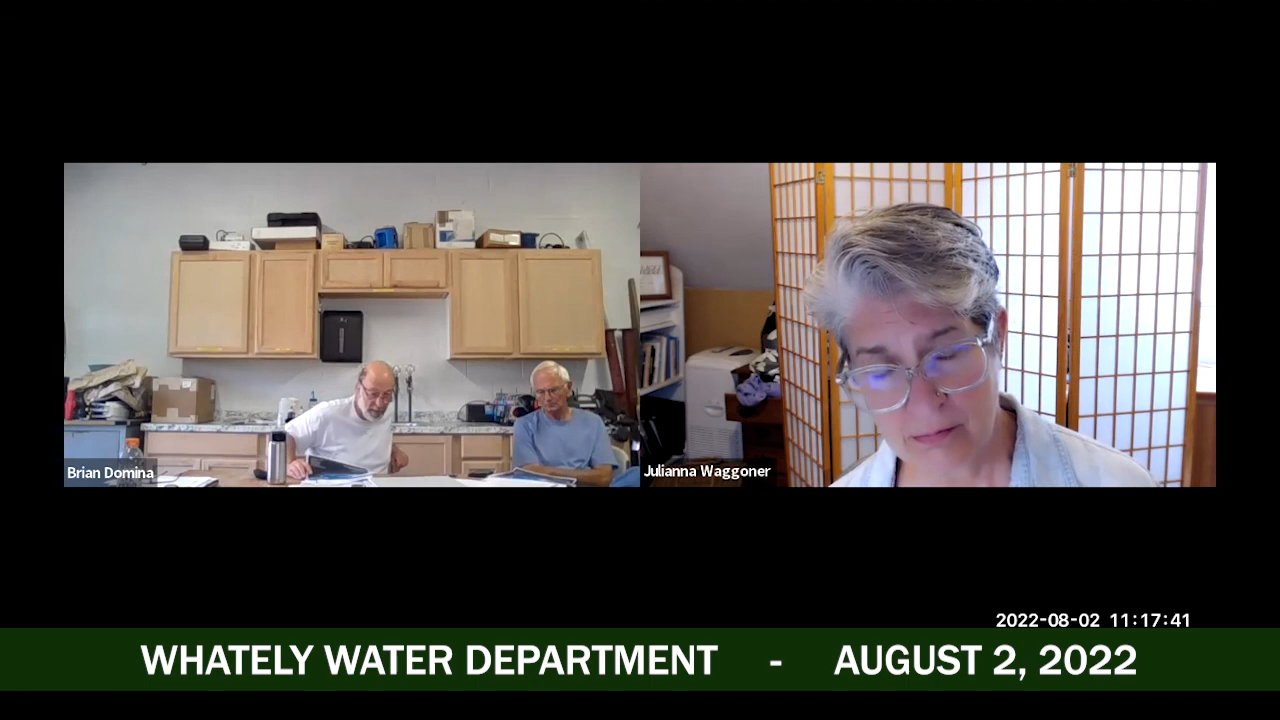 Brian Domina
Julianna Waggoner
2022-08-02 11:17:41
WHATELY WATER DEPARTMENT - AUGUST 2, 2022